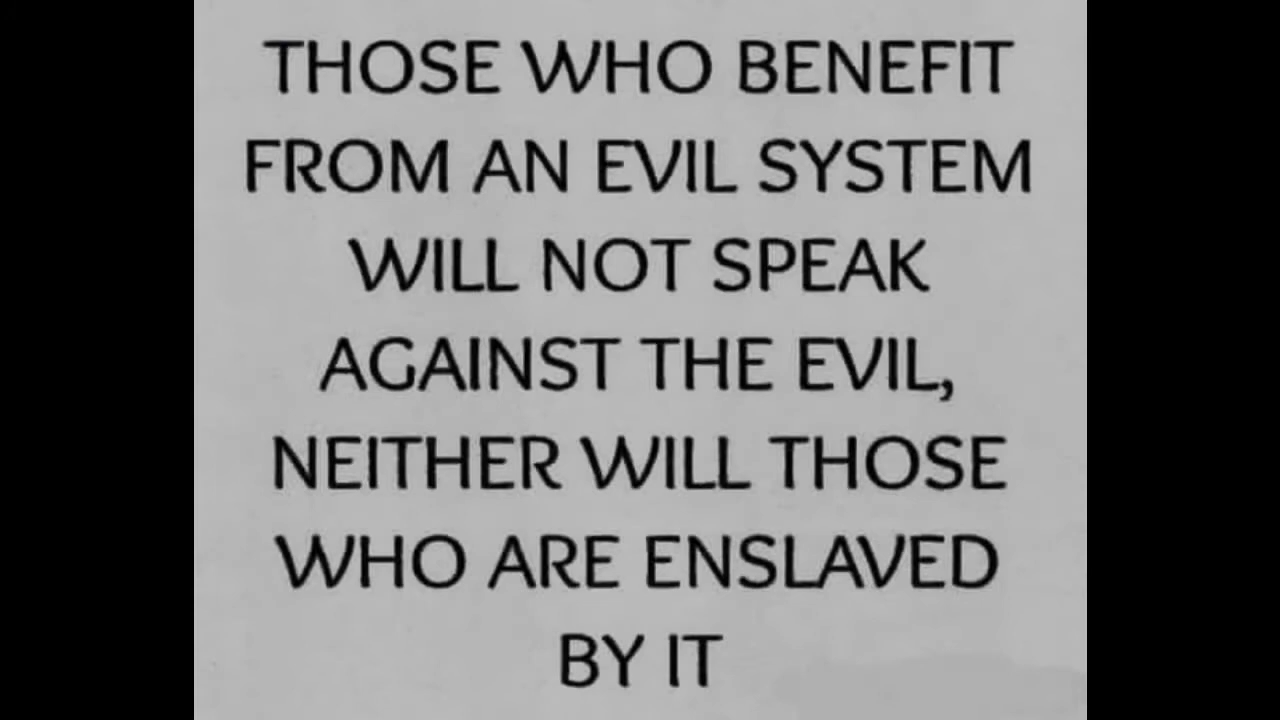 THOSE WHO BENEFIT
FROM AN EVIL SYSTEM
WILL NOT SPEAK
AGAINST THE EVIL,
NEITHER WILL THOSE
WHO ARE ENSLAVED
BY IT